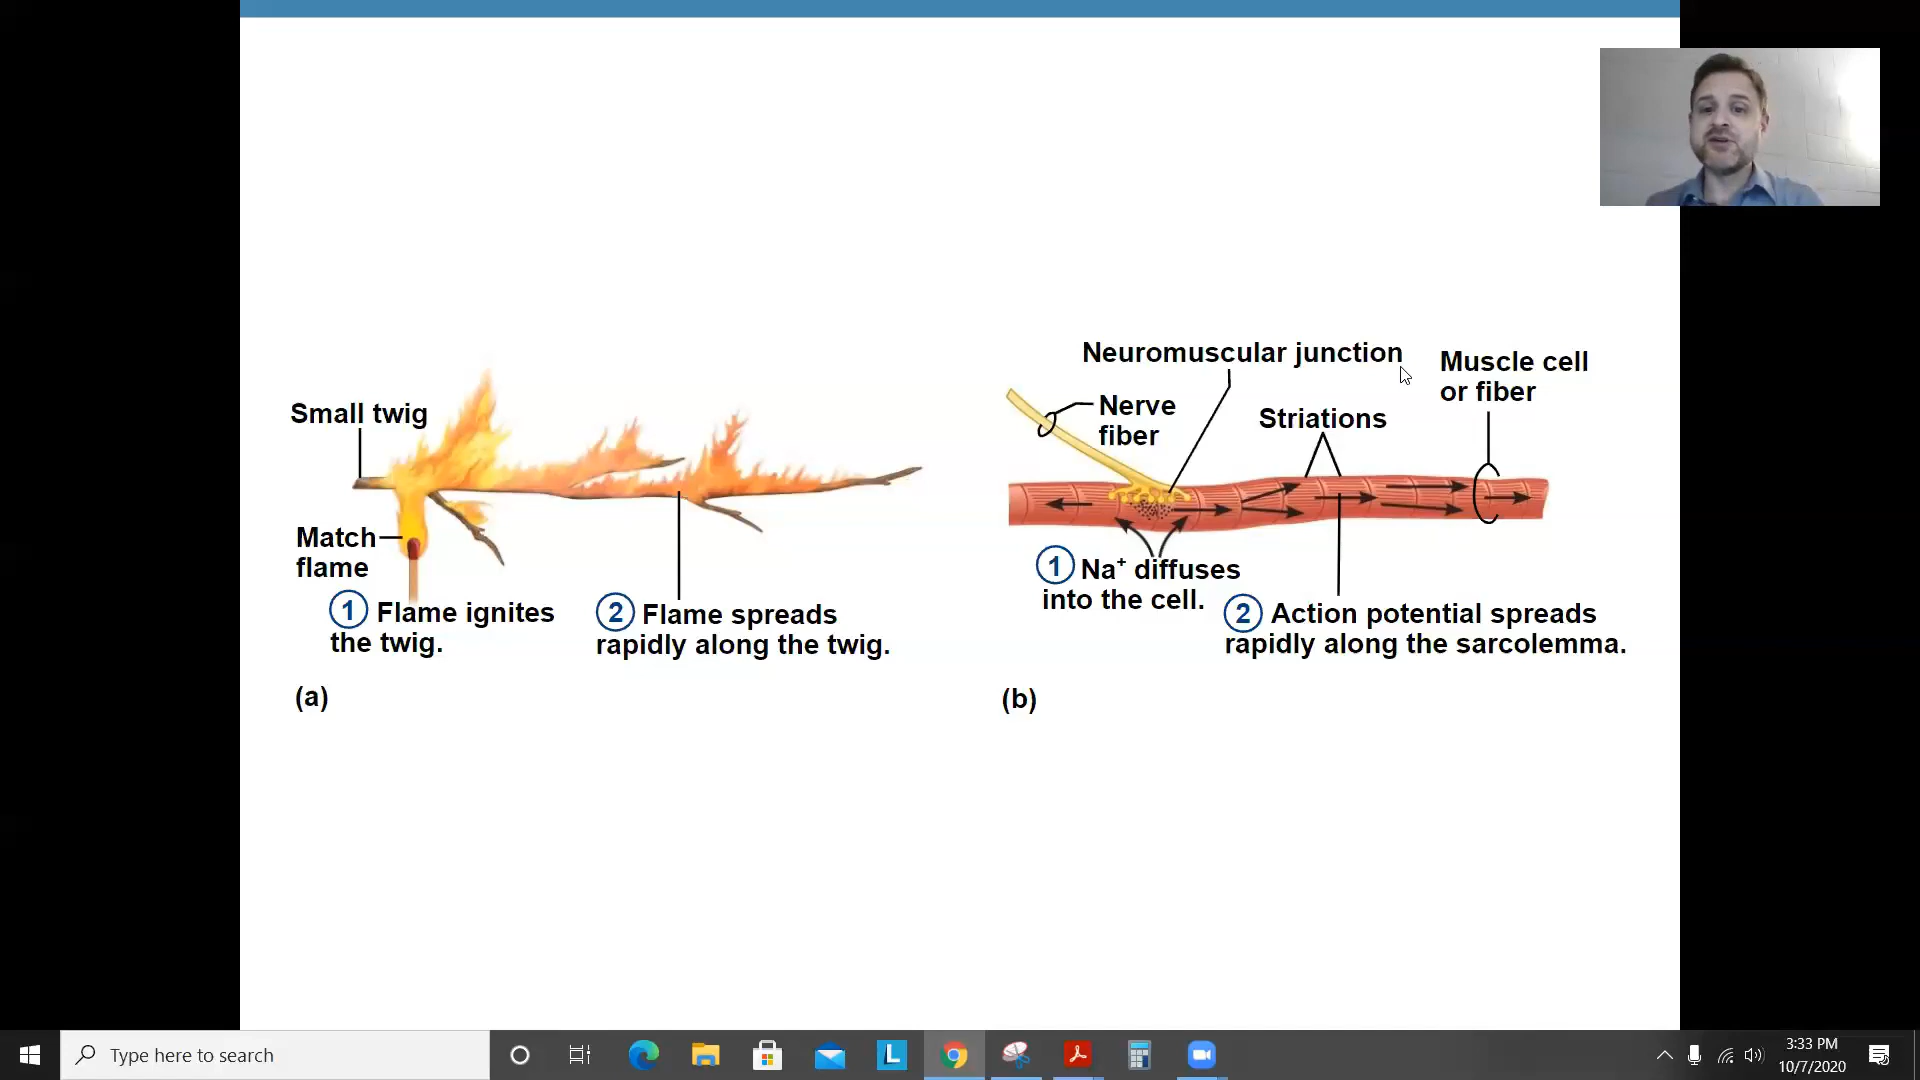 Small twig
Match
flame
1 Flame ignites
the twig.
2 Flame spreads
rapidly along the twig.
(a)
Neuromuscular junction
Muscle cell
or fiber
Nerve
fiber
Striations
1 Na⁺ diffuses
into the cell.
2 Action potential spreads
rapidly along the sarcolemma.
(b)
Type here to search
L
3:33 PM
10/7/2020